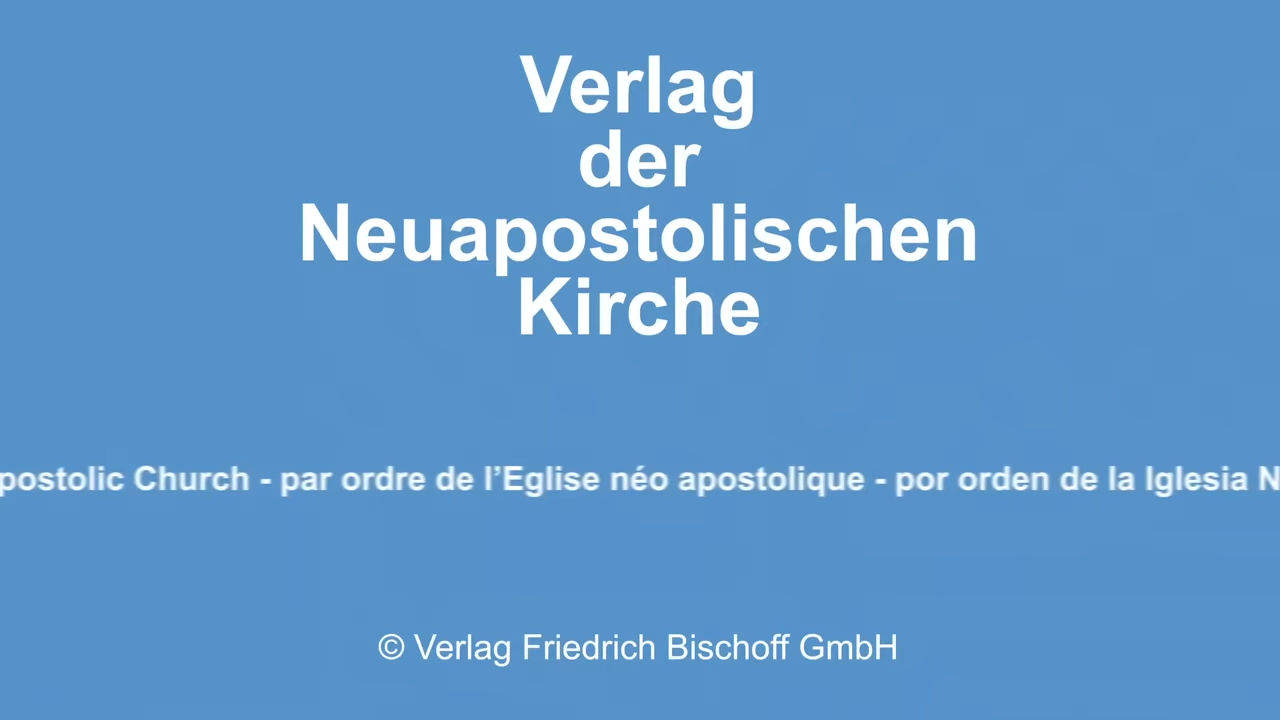 Verlag
der
Neuapostolischen
Kirche
postolic Church - par ordre de l’Eglise néo apostolique - por orden de la Iglesia N
© Verlag Friedrich Bischoff GmbH